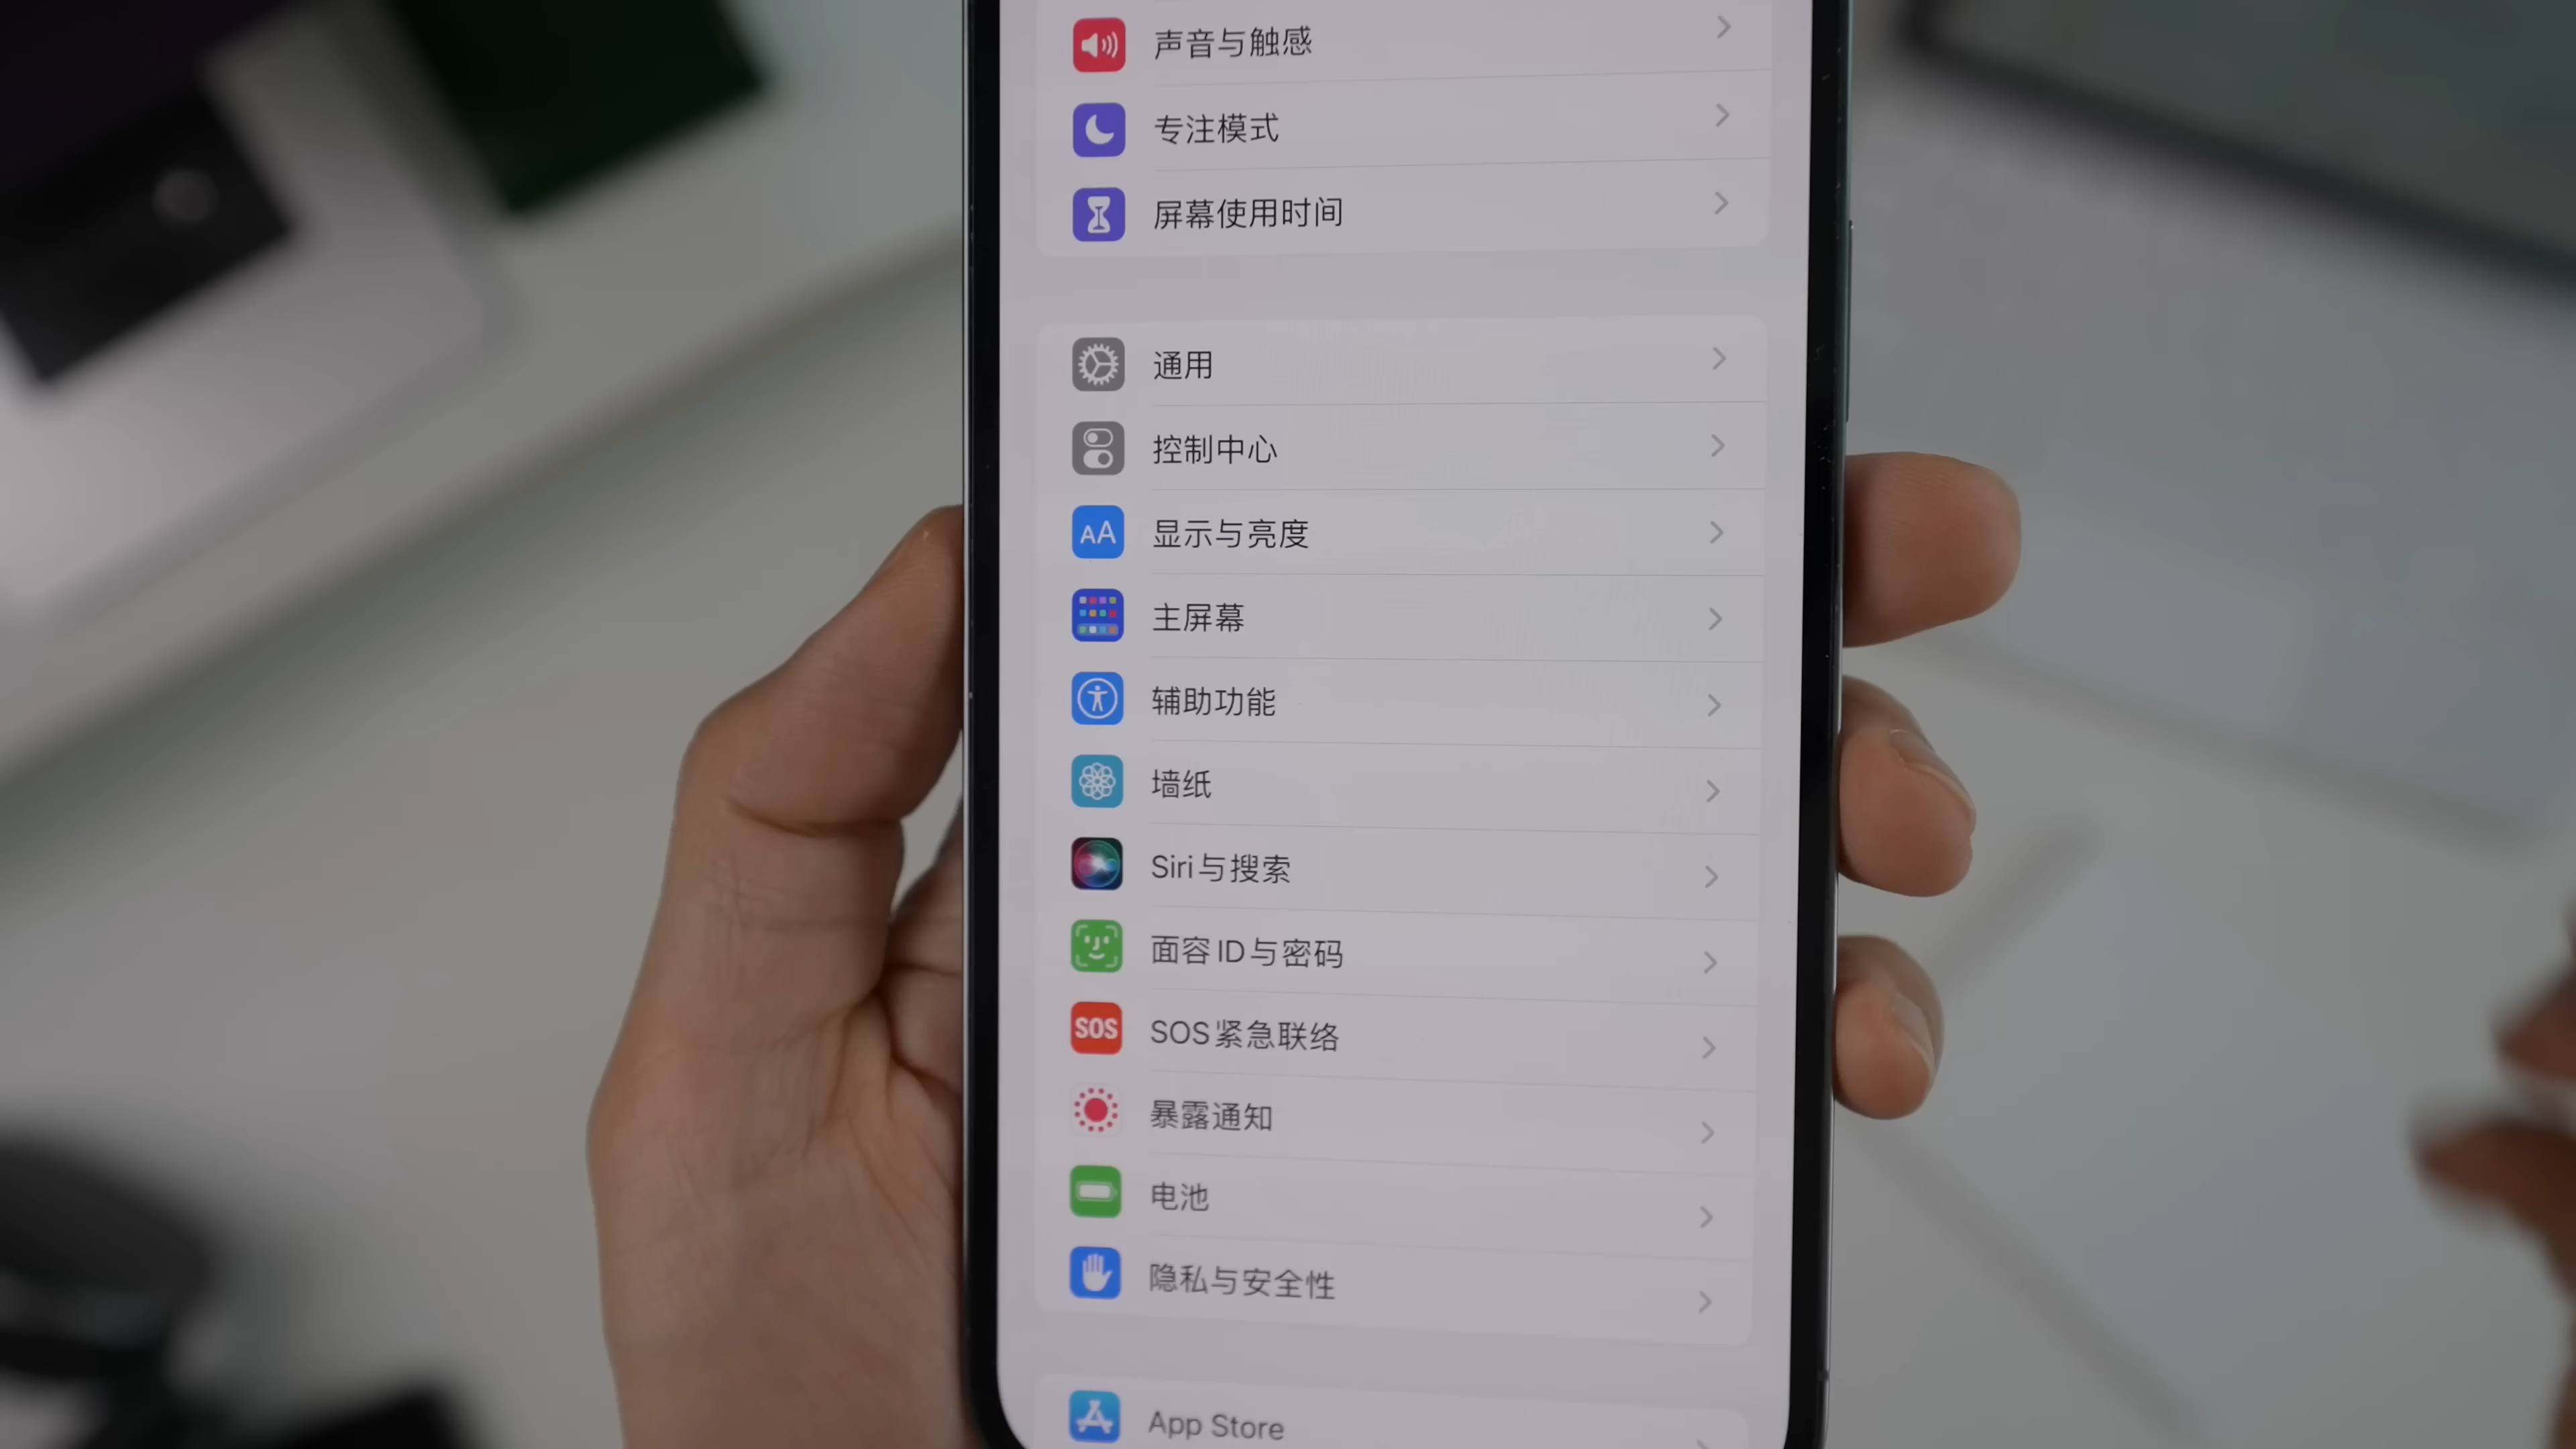 声音与触感
专注模式
屏幕使用时间
通用
控制中心
AA 显示与亮度
主屏幕
辅助功能
墙纸
Siri与搜索
面容ID与密码
SOS SOS紧急联络
暴露通知
电池
隐私与安全性
App Store